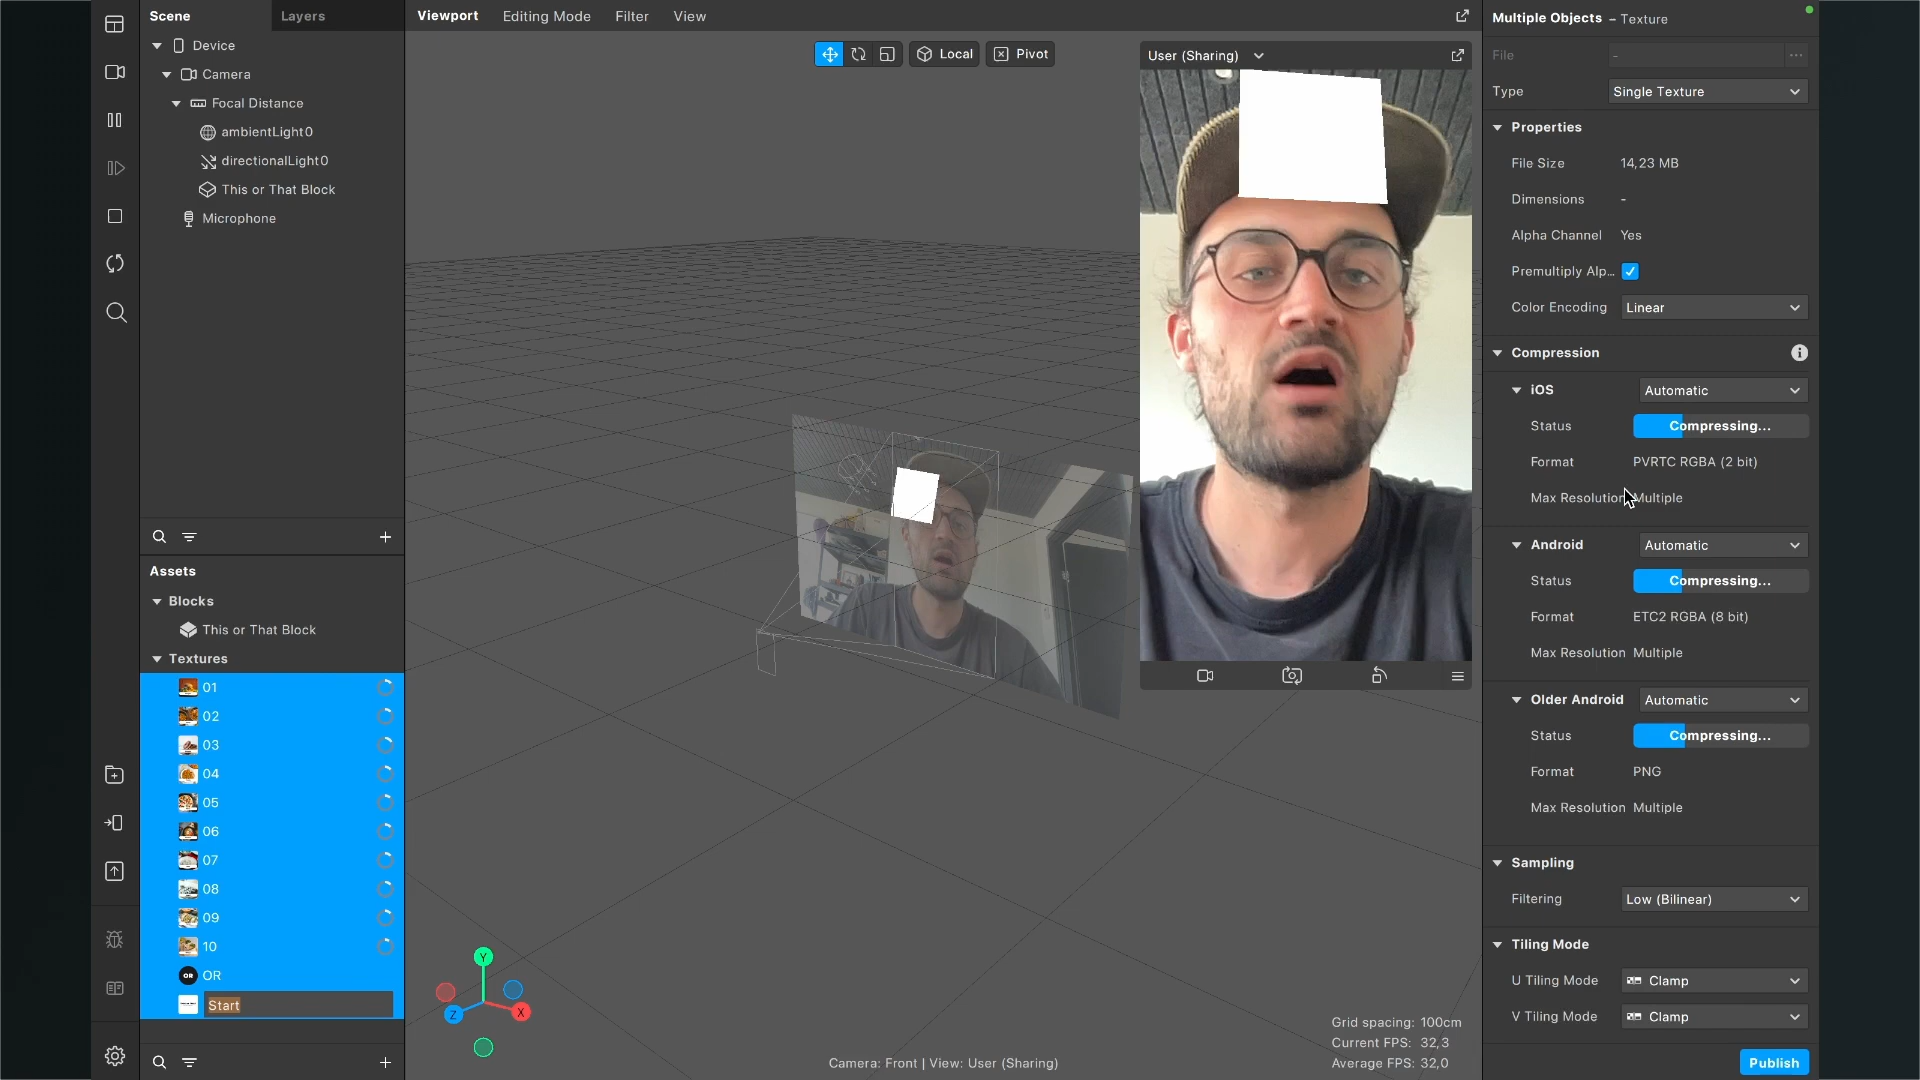 Scene
Layers
Device
Camera
Focal Distance
ambientLight0
directionalLight0
This or That Block
Microphone
Assets
Blocks
This or That Block
Textures
01
02
03
04
05
06
07
08
09
10
OR
OR
Start
Viewport
Editing Mode
Filter
View
Local
Pivot
User (Sharing)
Y
Z
X
Camera: Front | View: User (Sharing)
Grid spacing: 100cm
Current FPS: 32,3
Average FPS: 32,0
Multiple Objects – Texture
File -
Type Single Texture
Properties
File Size 14,23 MB
Dimensions -
Alpha Channel Yes
Premultiply Alp...
Color Encoding Linear
Compression
iOS Automatic
Status Compressing...
Format PVRTC RGBA (2 bit)
Max Resolution Multiple
Android Automatic
Status Compressing...
Format ETC2 RGBA (8 bit)
Max Resolution Multiple
Older Android Automatic
Status Compressing...
Format PNG
Max Resolution Multiple
Sampling
Filtering Low (Bilinear)
Tiling Mode
U Tiling Mode Clamp
V Tiling Mode Clamp
Publish